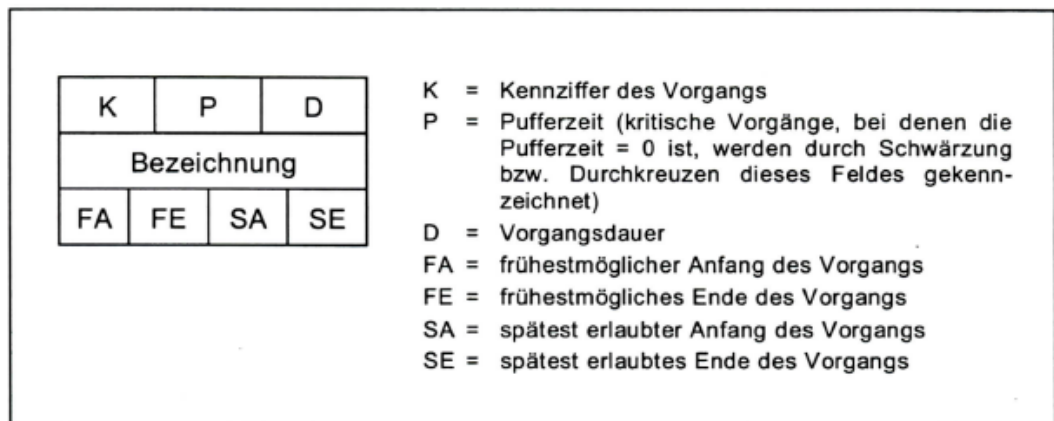 K P D
Bezeichnung
FA FE SA SE
K = Kennziffer des Vorgangs
P = Pufferzeit (kritische Vorgänge, bei denen die
Pufferzeit = 0 ist, werden durch Schwärzung
bzw. Durchkreuzen dieses Feldes gekenn-
zeichnet)
D = Vorgangsdauer
FA = frühestmöglicher Anfang des Vorgangs
FE = frühestmögliches Ende des Vorgangs
SA = spätest erlaubter Anfang des Vorgangs
SE = spätest erlaubtes Ende des Vorgangs